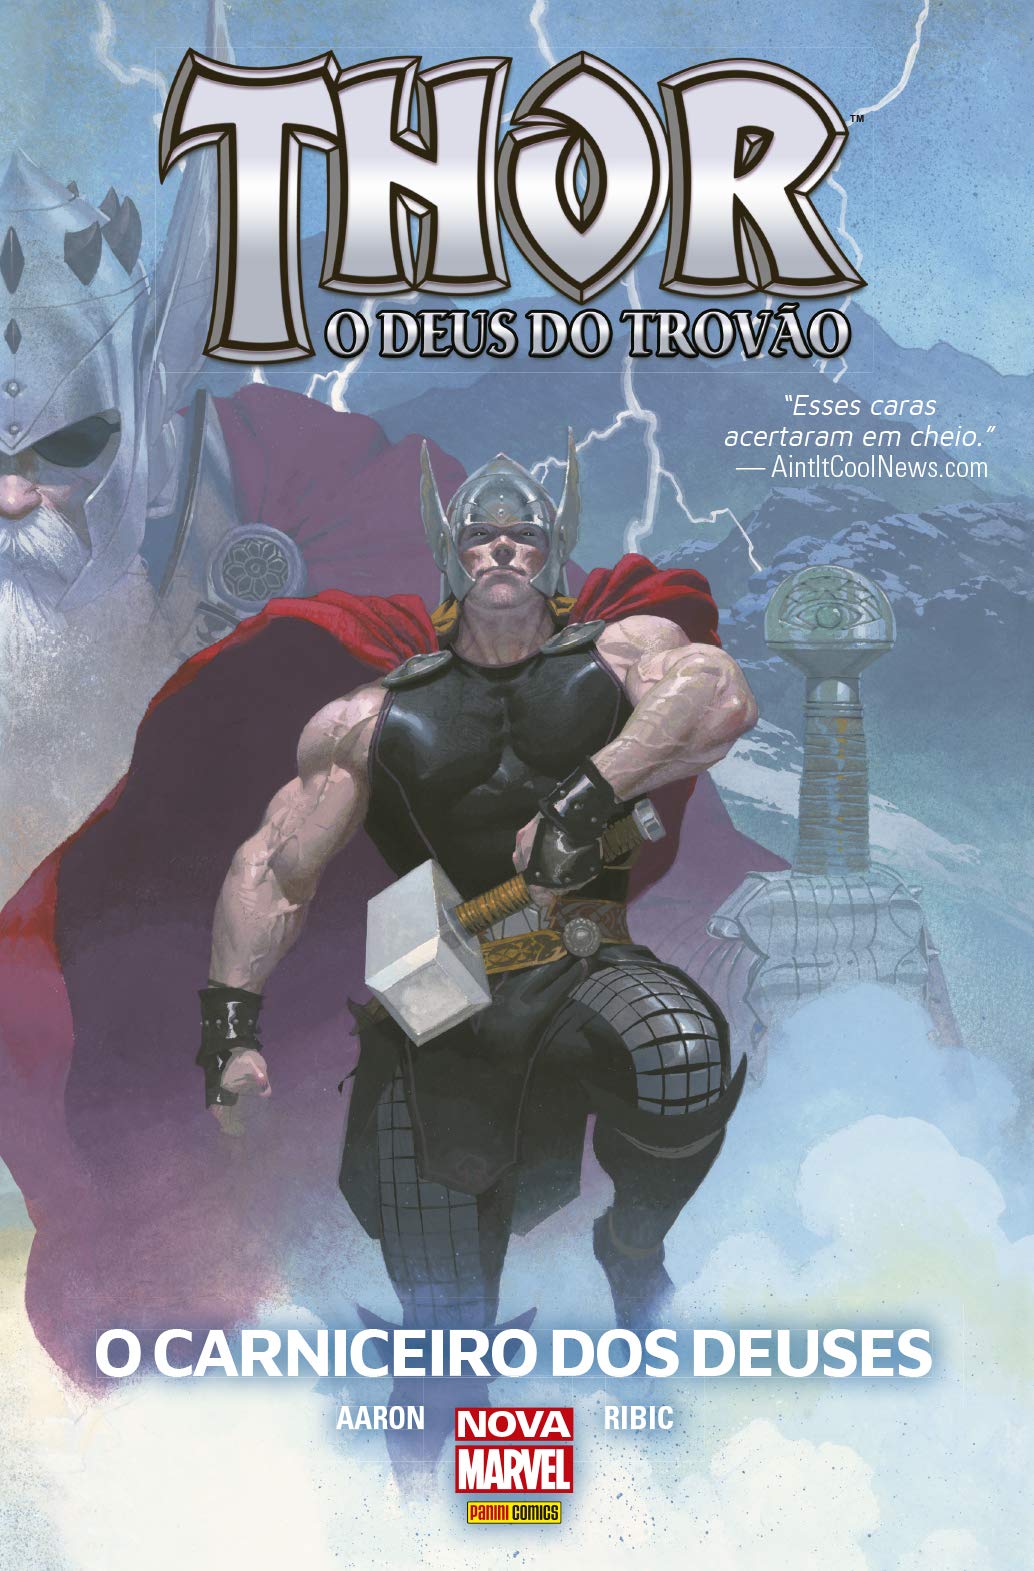 THOR
TM
O DEUS DO TROVÃO
“Esses caras
acertaram em cheio.”
— AintItCoolNews.com
O CARNICEIRO DOS DEUSES
AARON
RIBIC
NOVA
MARVEL
PANINI COMICS